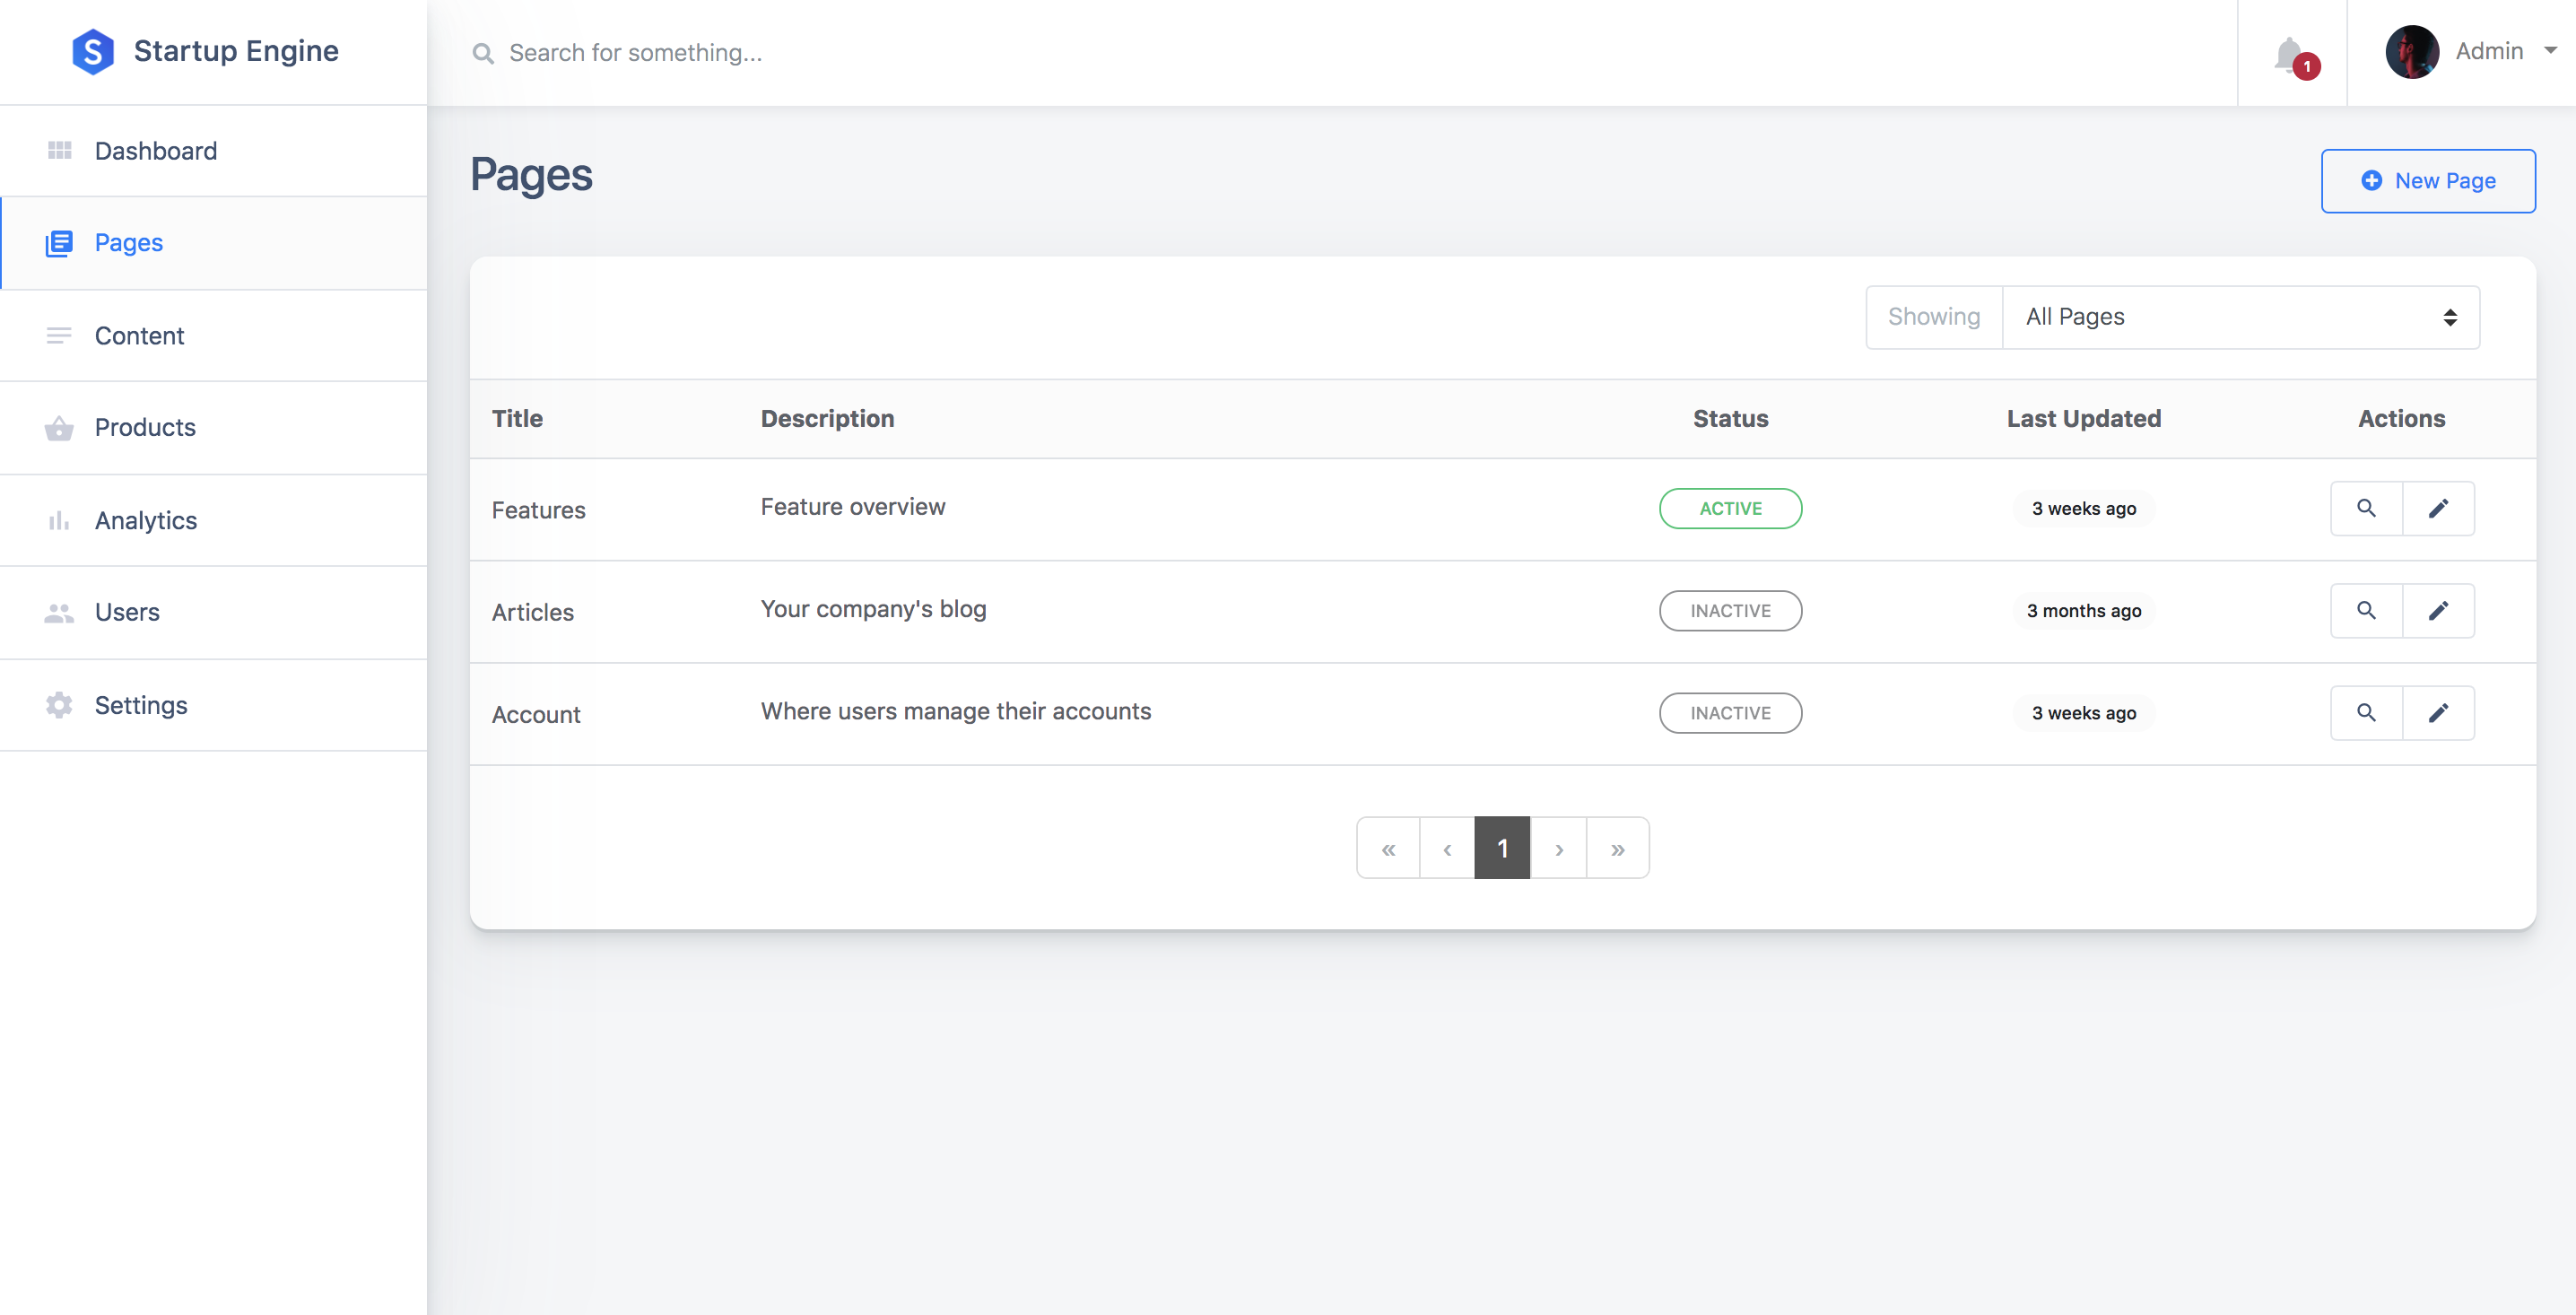 Startup Engine
Search for something...
1
Admin
Dashboard
Pages
Content
Products
Analytics
Users
Settings
Pages
New Page
Showing All Pages
Title Description Status Last Updated Actions
Features Feature overview ACTIVE 3 weeks ago
Articles Your company's blog INACTIVE 3 months ago
Account Where users manage their accounts INACTIVE 3 weeks ago
« ‹ 1 › »